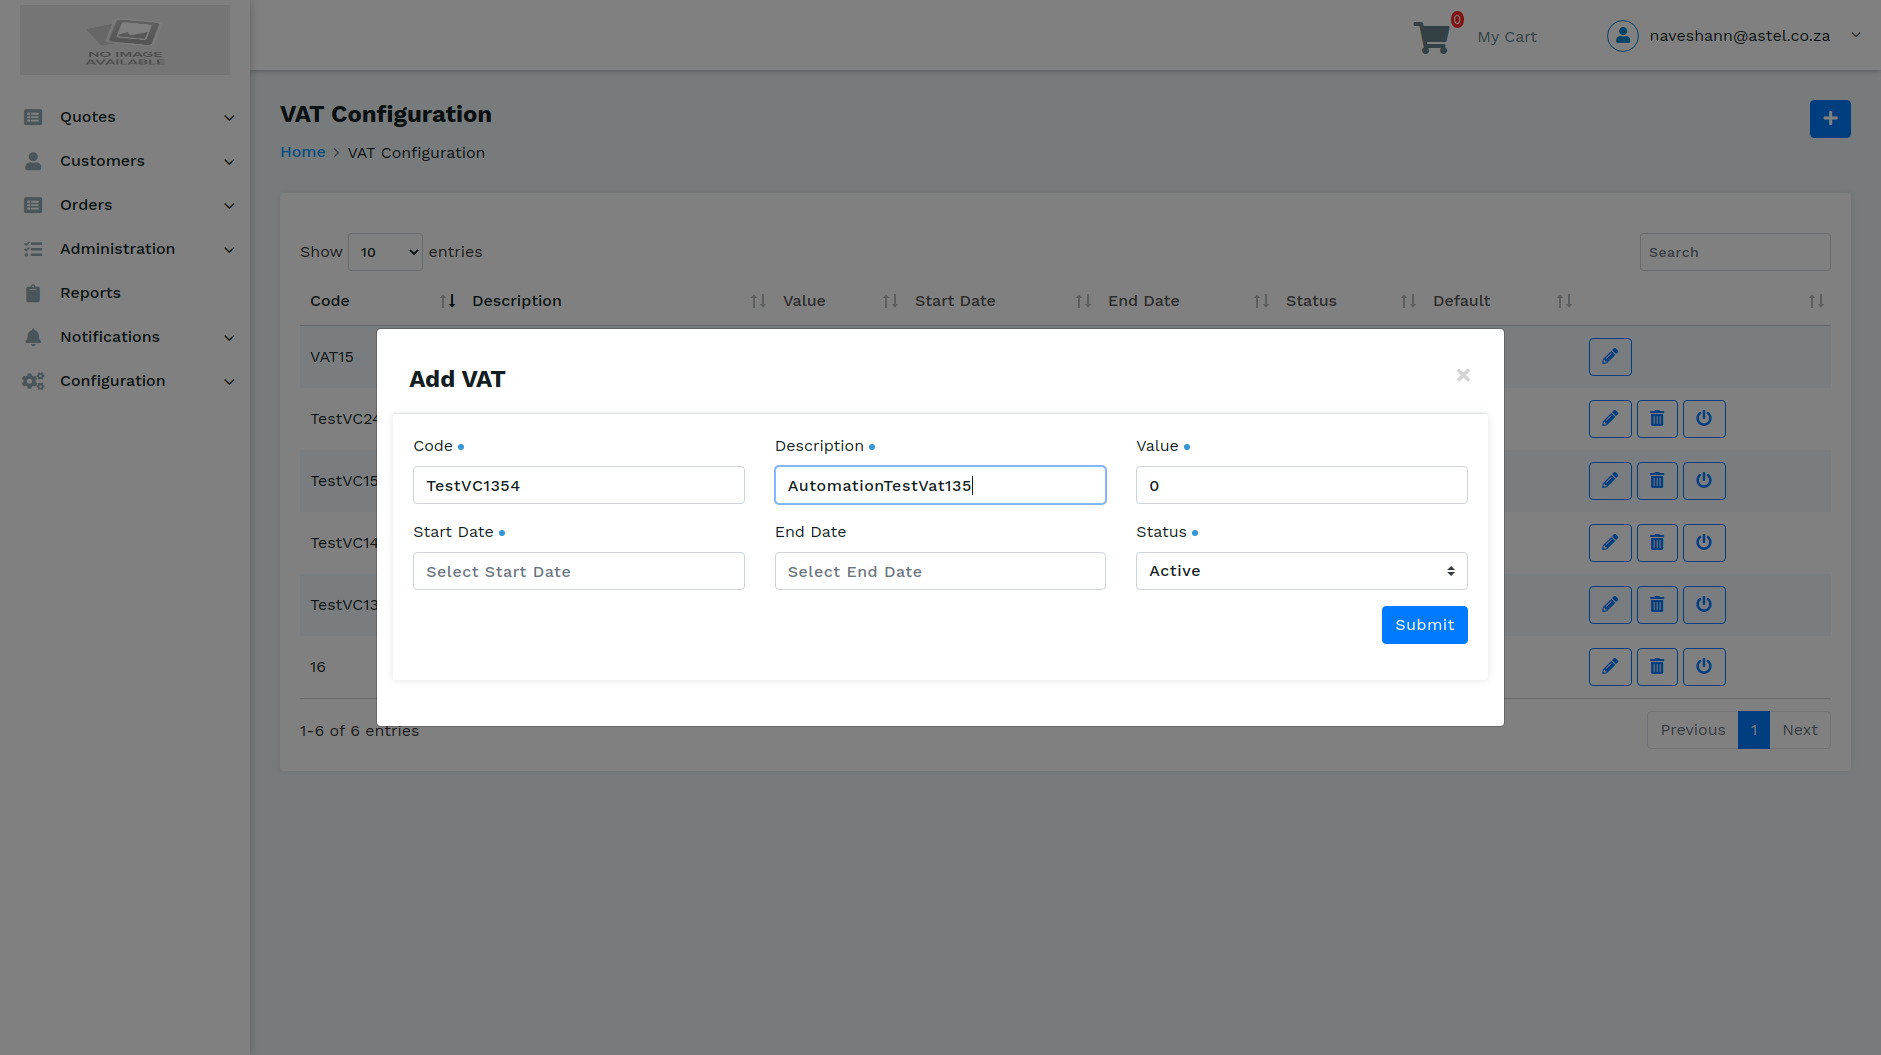 NO IMAGE
AVAILABLE
0
My Cart
naveshann@astel.co.za
Quotes
Customers
Orders
Administration
Reports
Notifications
Configuration
VAT Configuration
Home > VAT Configuration
Show 10 entries
Search
Code Description Value Start Date End Date Status Default
VAT15
TestVC24
TestVC15
TestVC14
TestVC13
16
Add VAT
×
Code Description Value
TestVC1354 AutomationTestVat135 0
Start Date End Date Status
Select Start Date Select End Date Active
Submit
1-6 of 6 entries
Previous 1 Next